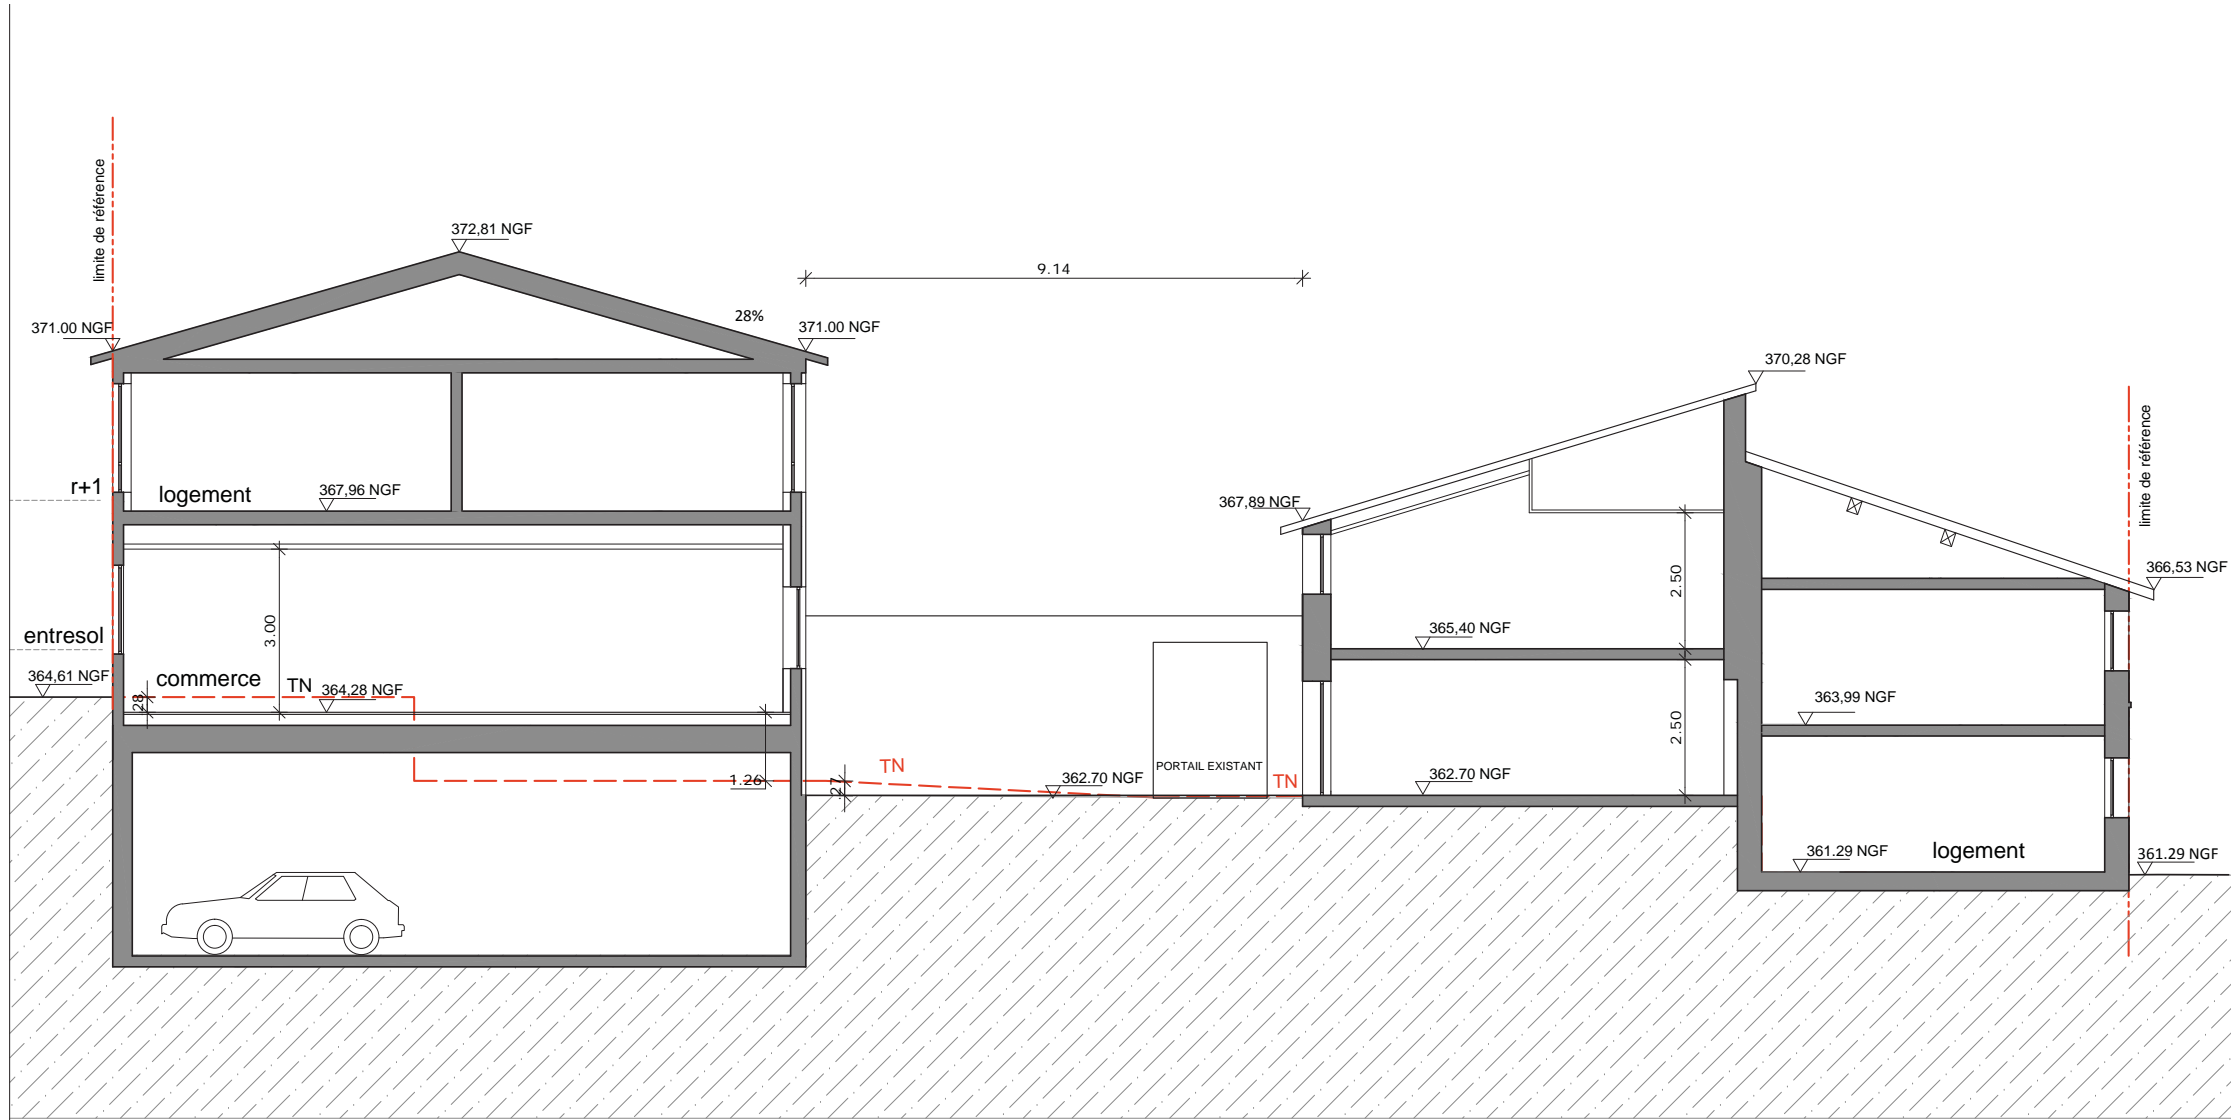 limite de référence
372,81 NGF
9.14
28%
371.00 NGF
371.00 NGF
370,28 NGF
limite de référence
r+1
logement
367,96 NGF
367,89 NGF
366,53 NGF
2.50
3.00
entresol
365,40 NGF
364,61 NGF
commerce
TN
364,28 NGF
28
363,99 NGF
2.50
TN
PORTAIL EXISTANT
1.26
.27
362.70 NGF
TN
362.70 NGF
361.29 NGF
logement
361.29 NGF